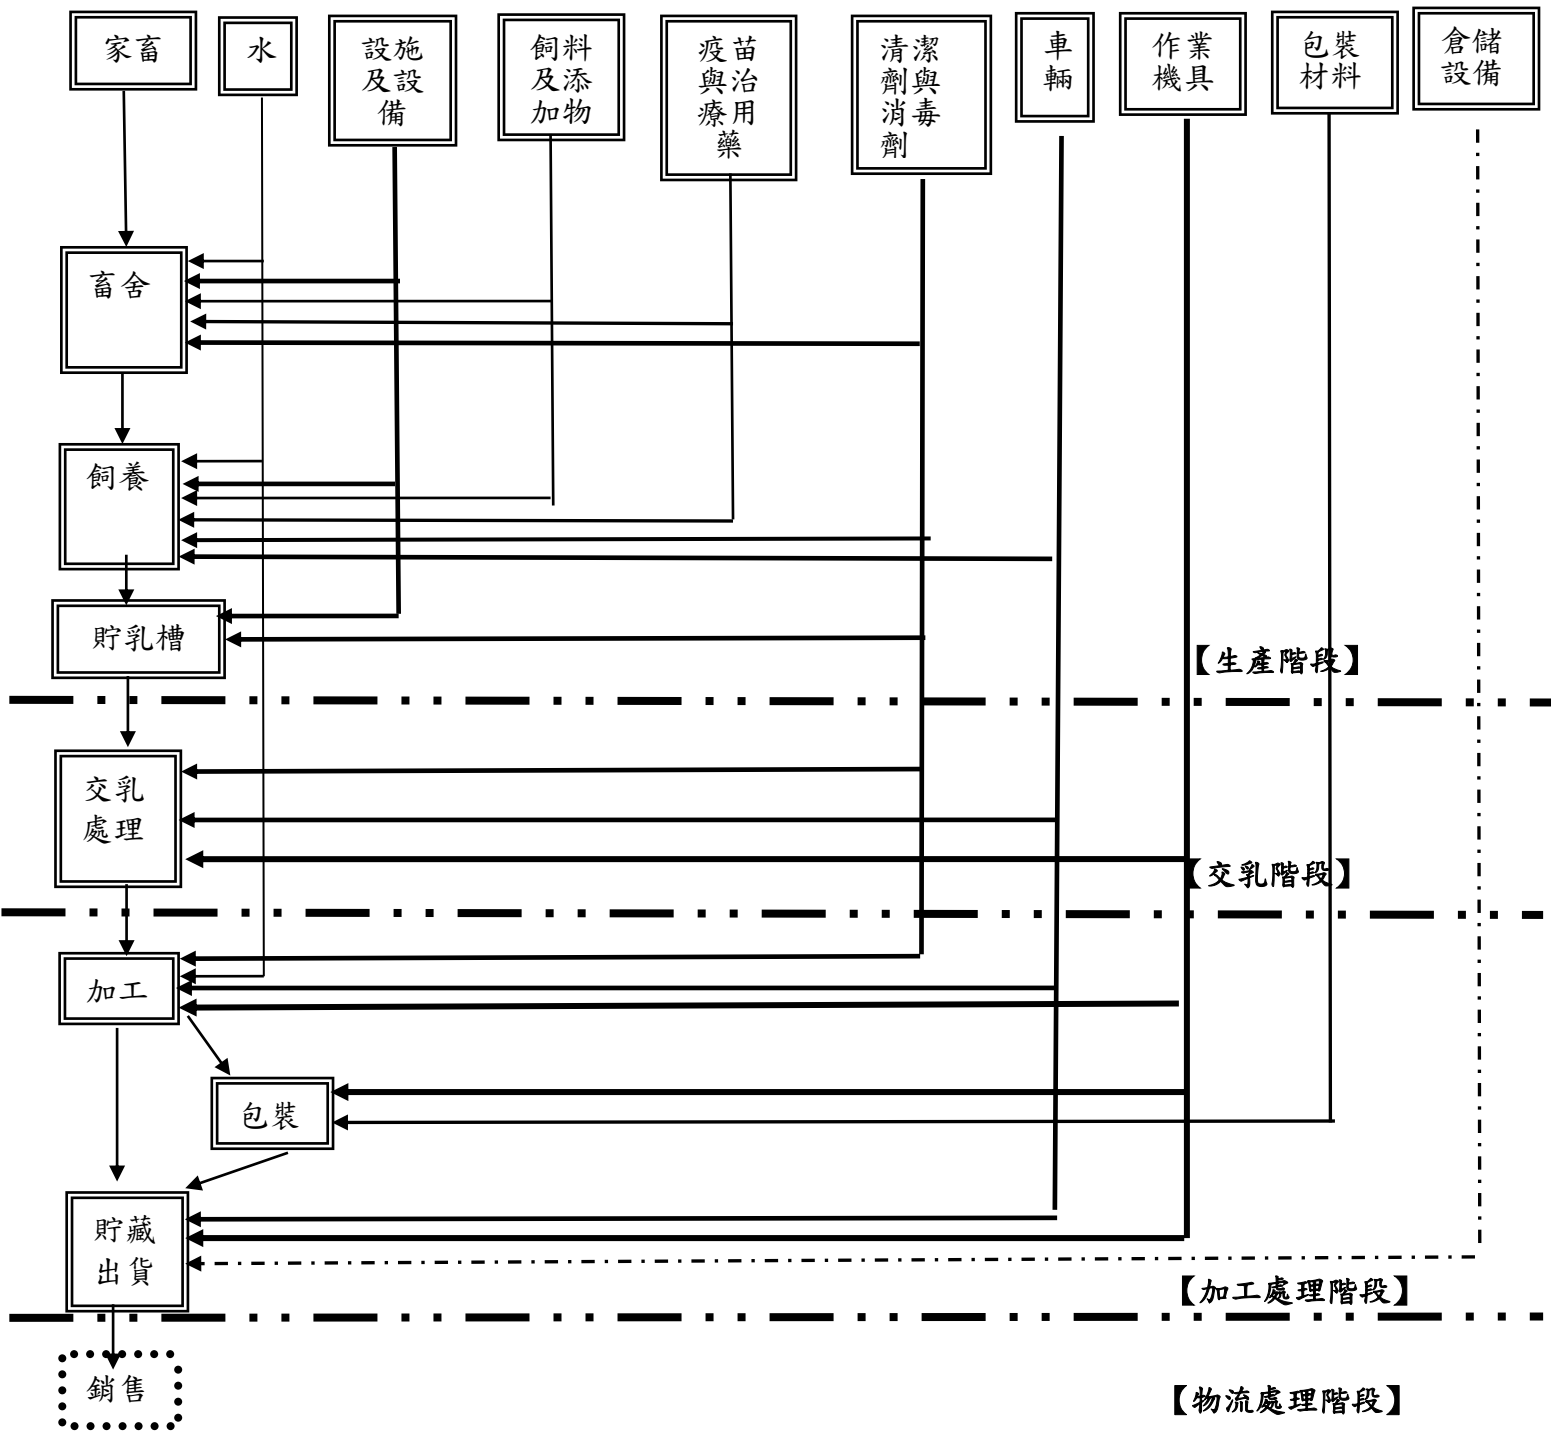 家畜
水
設施
及設
備
飼料
及添
加物
疫苗
與治
療用
藥
清潔
劑與
消毒
劑
車
輛
作業
機具
包裝
材料
倉儲
設備
畜舍
飼養
貯乳槽
【生產階段】
交乳
處理
【交乳階段】
加工
包裝
貯藏
出貨
【加工處理階段】
銷售
【物流處理階段】